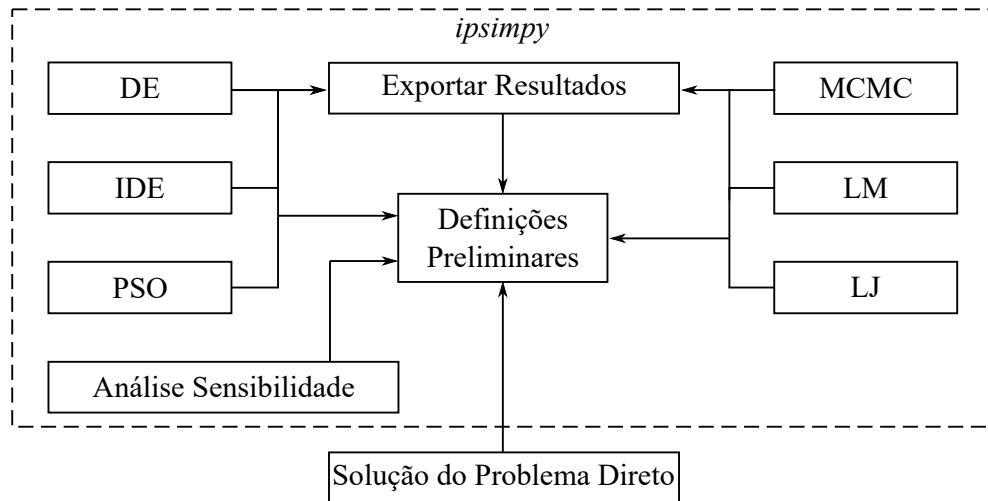 ipsimpy
DE
Exportar Resultados
MCMC
IDE
Definições
Preliminares
LM
PSO
LJ
Análise Sensibilidade
Solução do Problema Direto